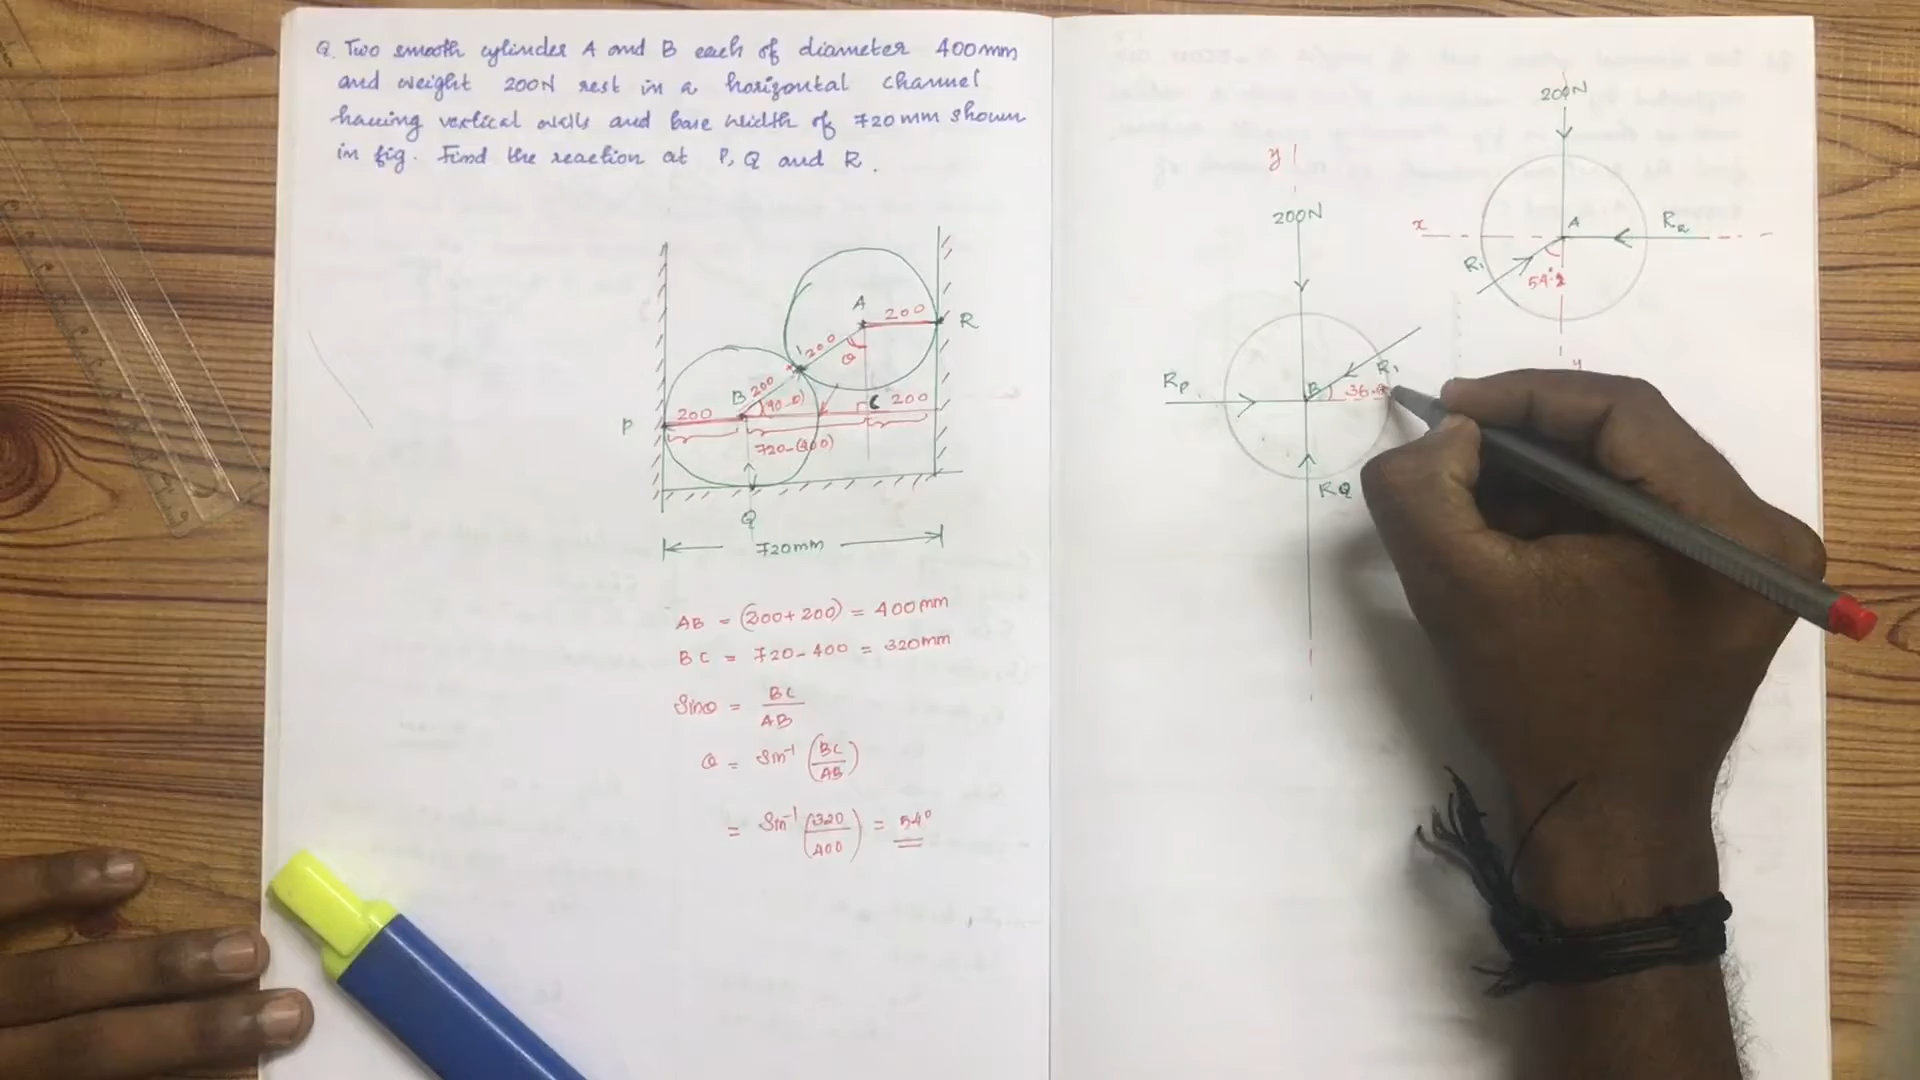 Q. Two smooth cylinder A and B each of diameter 400mm
and weight 200N rest in a horizontal channel
having vertical walls and base width of 720mm shown
in fig. Find the reaction at P, Q and R.
A
200
R
200
θ
200
B
(90-θ)
C
200
200
P
720-(400)
Q
720mm
AB = (200+200) = 400mm
BC = 720-400 = 320mm
Sinθ = BC/AB
θ = Sin⁻¹ (BC/AB)
= Sin⁻¹ (320/400) = 54°
200N
y
x
A
R₁
54°
y
200N
RP
B
R₁
RQ